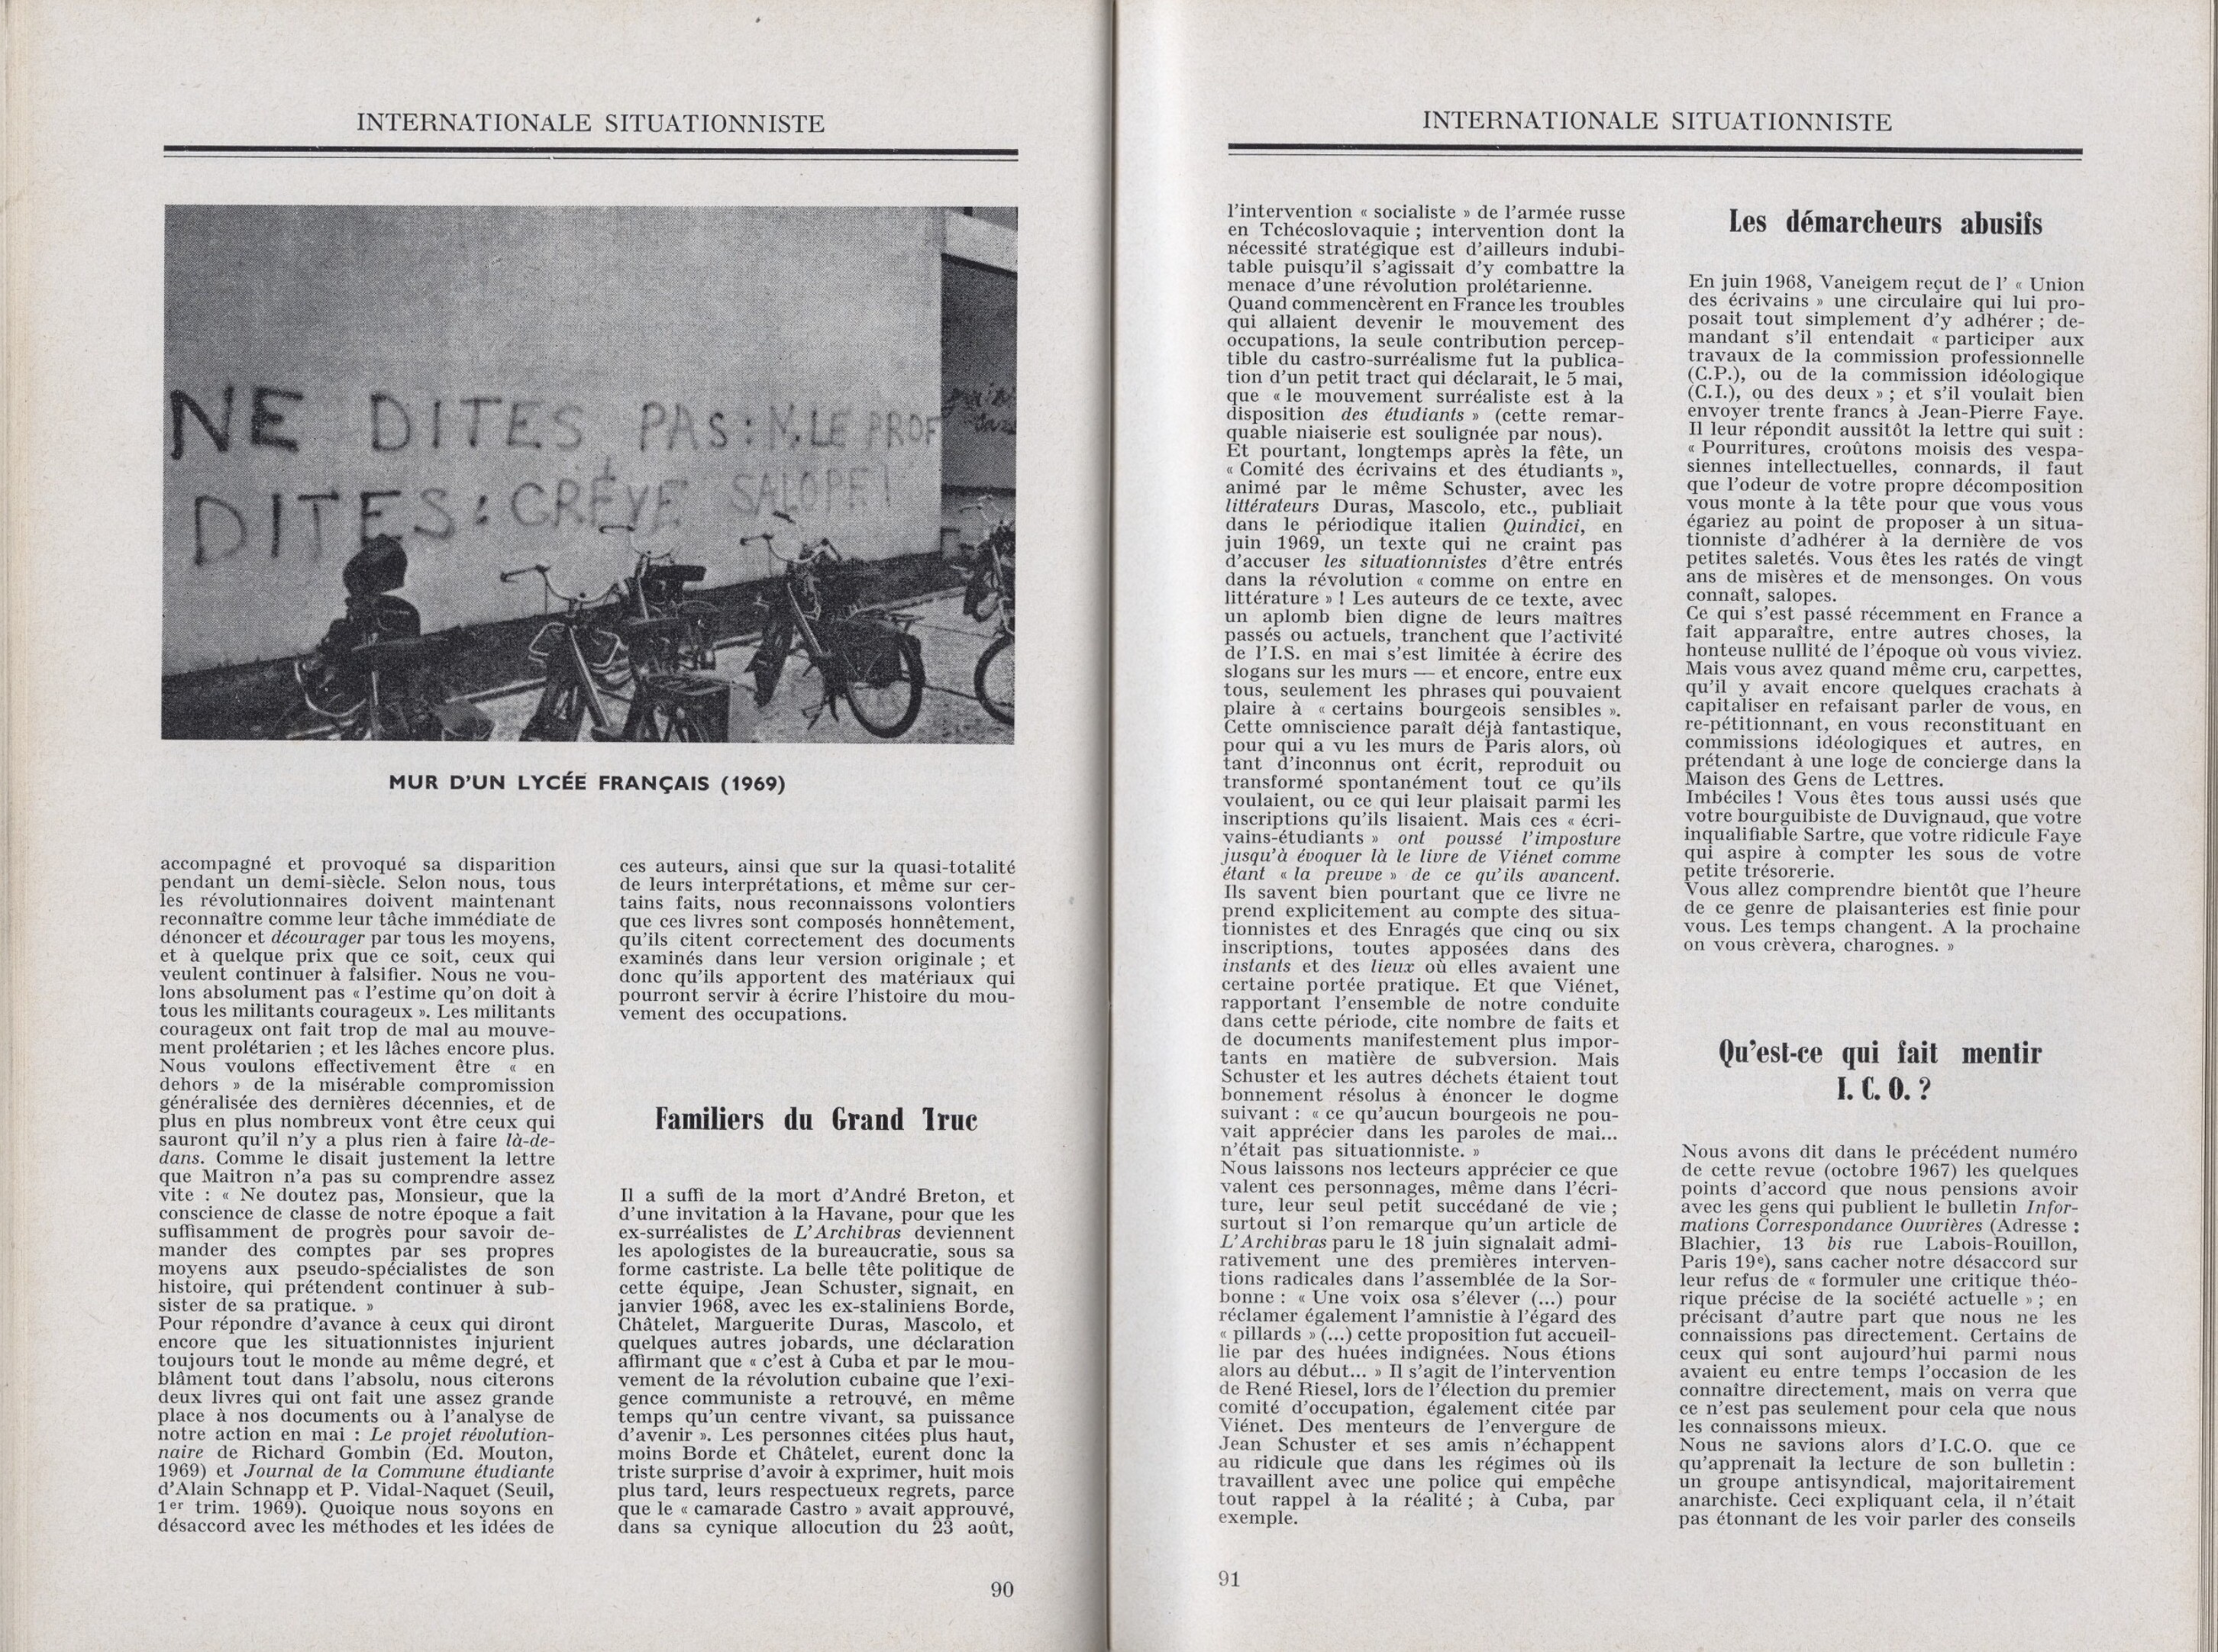 INTERNATIONALE SITUATIONNISTE
NE DITES PAS: M. LE PROF
DITES: CRÈVE SALOPE!
MUR D'UN LYCÉE FRANÇAIS (1969)
accompagné et provoqué sa disparition
pendant un demi-siècle. Selon nous, tous
les révolutionnaires doivent maintenant
reconnaître comme leur tâche immédiate de
dénoncer et décourager par tous les moyens,
et à quelque prix que ce soit, ceux qui
veulent continuer à falsifier. Nous ne vou-
lons absolument pas « l'estime qu'on doit à
tous les militants courageux ». Les militants
courageux ont fait trop de mal au mouve-
ment prolétarien ; et les lâches encore plus.
Nous voulons effectivement être « en
dehors » de la misérable compromission
généralisée des dernières décennies, et de
plus en plus nombreux vont être ceux qui
sauront qu'il n'y a plus rien à faire là-de-
dans. Comme le disait justement la lettre
que Maitron n'a pas su comprendre assez
vite : « Ne doutez pas, Monsieur, que la
conscience de classe de notre époque a fait
suffisamment de progrès pour savoir de-
mander des comptes par ses propres
moyens aux pseudo-spécialistes de son
histoire, qui prétendent continuer à sub-
sister de sa pratique. »
Pour répondre d'avance à ceux qui diront
encore que les situationnistes injurient
toujours tout le monde au même degré, et
blâment tout dans l'absolu, nous citerons
deux livres qui ont fait une assez grande
place à nos documents ou à l'analyse de
notre action en mai : Le projet révolution-
naire de Richard Gombin (Ed. Mouton,
1969) et Journal de la Commune étudiante
d'Alain Schnapp et P. Vidal-Naquet (Seuil,
1er trim. 1969). Quoique nous soyons en
désaccord avec les méthodes et les idées de
ces auteurs, ainsi que sur la quasi-totalité
de leurs interprétations, et même sur cer-
tains faits, nous reconnaissons volontiers
que ces livres sont composés honnêtement,
qu'ils citent correctement des documents
examinés dans leur version originale ; et
donc qu'ils apportent des matériaux qui
pourront servir à écrire l'histoire du mou-
vement des occupations.
Familiers du Grand Truc
Il a suffi de la mort d'André Breton, et
d'une invitation à la Havane, pour que les
ex-surréalistes de L'Archibras deviennent
les apologistes de la bureaucratie, sous sa
forme castriste. La belle tête politique de
cette équipe, Jean Schuster, signait, en
janvier 1968, avec les ex-staliniens Borde,
Châtelet, Marguerite Duras, Mascolo, et
quelques autres jobards, une déclaration
affirmant que « c'est à Cuba et par le mou-
vement de la révolution cubaine que l'exi-
gence communiste a retrouvé, en même
temps qu'un centre vivant, sa puissance
d'avenir ». Les personnes citées plus haut,
moins Borde et Châtelet, eurent donc la
triste surprise d'avoir à exprimer, huit mois
plus tard, leurs respectueux regrets, parce
que le « camarade Castro » avait approuvé,
dans sa cynique allocution du 23 août,
90
INTERNATIONALE SITUATIONNISTE
l'intervention « socialiste » de l'armée russe
en Tchécoslovaquie ; intervention dont la
nécessité stratégique est d'ailleurs indubi-
table puisqu'il s'agissait d'y combattre la
menace d'une révolution prolétarienne.
Quand commencèrent en France les troubles
qui allaient devenir le mouvement des
occupations, la seule contribution percep-
tible du castro-surréalisme fut la publica-
tion d'un petit tract qui déclarait, le 5 mai,
que « le mouvement surréaliste est à la
disposition des étudiants » (cette remar-
quable niaiserie est soulignée par nous).
Et pourtant, longtemps après la fête, un
« Comité des écrivains et des étudiants »,
animé par le même Schuster, avec les
littérateurs Duras, Mascolo, etc., publiait
dans le périodique italien Quindici, en
juin 1969, un texte qui ne craint pas
d'accuser les situationnistes d'être entrés
dans la révolution « comme on entre en
littérature » ! Les auteurs de ce texte, avec
un aplomb bien digne de leurs maîtres
passés ou actuels, tranchent que l'activité
de l'I.S. en mai s'est limitée à écrire des
slogans sur les murs — et encore, entre eux
tous, seulement les phrases qui pouvaient
plaire à « certains bourgeois sensibles ».
Cette omniscience paraît déjà fantastique,
pour qui a vu les murs de Paris alors, où
tant d'inconnus ont écrit, reproduit ou
transformé spontanément tout ce qu'ils
voulaient, ou ce qui leur plaisait parmi les
inscriptions qu'ils lisaient. Mais ces « écri-
vains-étudiants » ont poussé l'imposture
jusqu'à évoquer là le livre de Viénet comme
étant « la preuve » de ce qu'ils avancent.
Ils savent bien pourtant que ce livre ne
prend explicitement au compte des situa-
tionnistes et des Enragés que cinq ou six
inscriptions, toutes apposées dans des
instants et des lieux où elles avaient une
certaine portée pratique. Et que Viénet,
rapportant l'ensemble de notre conduite
dans cette période, cite nombre de faits et
de documents manifestement plus impor-
tants en matière de subversion. Mais
Schuster et les autres déchets étaient tout
bonnement résolus à énoncer le dogme
suivant : « ce qu'aucun bourgeois ne pou-
vait apprécier dans les paroles de mai...
n'était pas situationniste. »
Nous laissons nos lecteurs apprécier ce que
valent ces personnages, même dans l'écri-
ture, leur seul petit succédané de vie ;
surtout si l'on remarque qu'un article de
L'Archibras paru le 18 juin signalait admi-
rativement une des premières interven-
tions radicales dans l'assemblée de la Sor-
bonne : « Une voix osa s'élever (...) pour
réclamer également l'amnistie à l'égard des
« pillards » (...) cette proposition fut accueil-
lie par des huées indignées. Nous étions
alors au début... » Il s'agit de l'intervention
de René Riesel, lors de l'élection du premier
comité d'occupation, également citée par
Viénet. Des menteurs de l'envergure de
Jean Schuster et ses amis n'échappent
au ridicule que dans les régimes où ils
travaillent avec une police qui empêche
tout rappel à la réalité ; à Cuba, par
exemple.
Les démarcheurs abusifs
En juin 1968, Vaneigem reçut de l' « Union
des écrivains » une circulaire qui lui pro-
posait tout simplement d'y adhérer ; de-
mandant s'il entendait « participer aux
travaux de la commission professionnelle
(C.P.), ou de la commission idéologique
(C.I.), ou des deux » ; et s'il voulait bien
envoyer trente francs à Jean-Pierre Faye.
Il leur répondit aussitôt la lettre qui suit :
« Pourritures, croûtons moisis des vespa-
siennes intellectuelles, connards, il faut
que l'odeur de votre propre décomposition
vous monte à la tête pour que vous vous
égariez au point de proposer à un situa-
tionniste d'adhérer à la dernière de vos
petites saletés. Vous êtes les ratés de vingt
ans de misères et de mensonges. On vous
connaît, salopes.
Ce qui s'est passé récemment en France a
fait apparaître, entre autres choses, la
honteuse nullité de l'époque où vous viviez.
Mais vous avez quand même cru, carpettes,
qu'il y avait encore quelques crachats à
capitaliser en refaisant parler de vous, en
re-pétitionnant, en vous reconstituant en
commissions idéologiques et autres, en
prétendant à une loge de concierge dans la
Maison des Gens de Lettres.
Imbéciles ! Vous êtes tous aussi usés que
votre bourguibiste de Duvignaud, que votre
inqualifiable Sartre, que votre ridicule Faye
qui aspire à compter les sous de votre
petite trésorerie.
Vous allez comprendre bientôt que l'heure
de ce genre de plaisanteries est finie pour
vous. Les temps changent. A la prochaine
on vous crèvera, charognes. »
Qu'est-ce qui fait mentir
I. C. O. ?
Nous avons dit dans le précédent numéro
de cette revue (octobre 1967) les quelques
points d'accord que nous pensions avoir
avec les gens qui publient le bulletin Infor-
mations Correspondance Ouvrières (Adresse :
Blachier, 13 bis rue Labois-Rouillon,
Paris 19e), sans cacher notre désaccord sur
leur refus de « formuler une critique théo-
rique précise de la société actuelle » ; en
précisant d'autre part que nous ne les
connaissions pas directement. Certains de
ceux qui sont aujourd'hui parmi nous
avaient eu entre temps l'occasion de les
connaître directement, mais on verra que
ce n'est pas seulement pour cela que nous
les connaissons mieux.
Nous ne savions alors d'I.C.O. que ce
qu'apprenait la lecture de son bulletin :
un groupe antisyndical, majoritairement
anarchiste. Ceci expliquant cela, il n'était
pas étonnant de les voir parler des conseils
91